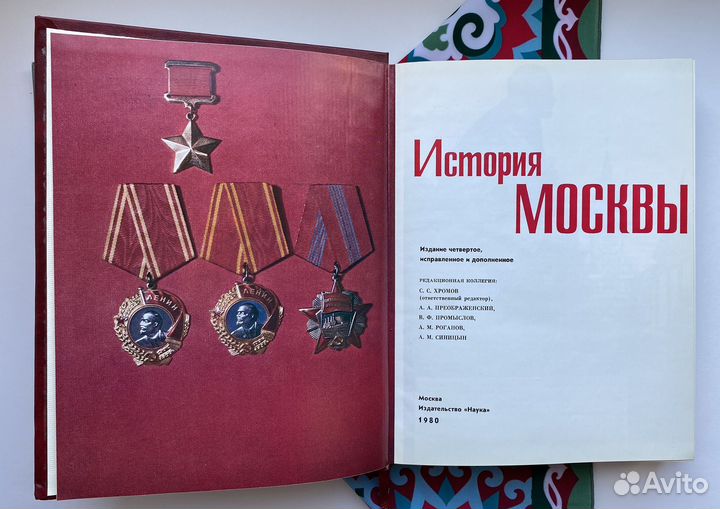 ЛЕНИН
ЛЕНИН
История
МОСКВЫ
Издание четвертое,
исправленное и дополненное
РЕДАКЦИОННАЯ КОЛЛЕГИЯ:
С. С. ХРОМОВ
(ответственный редактор),
А. А. ПРЕОБРАЖЕНСКИЙ,
В. Ф. ПРОМЫСЛОВ,
А. М. РОГАНОВ,
А. М. СИНИЦЫН
Москва
Издательство «Наука»
1980
Avito